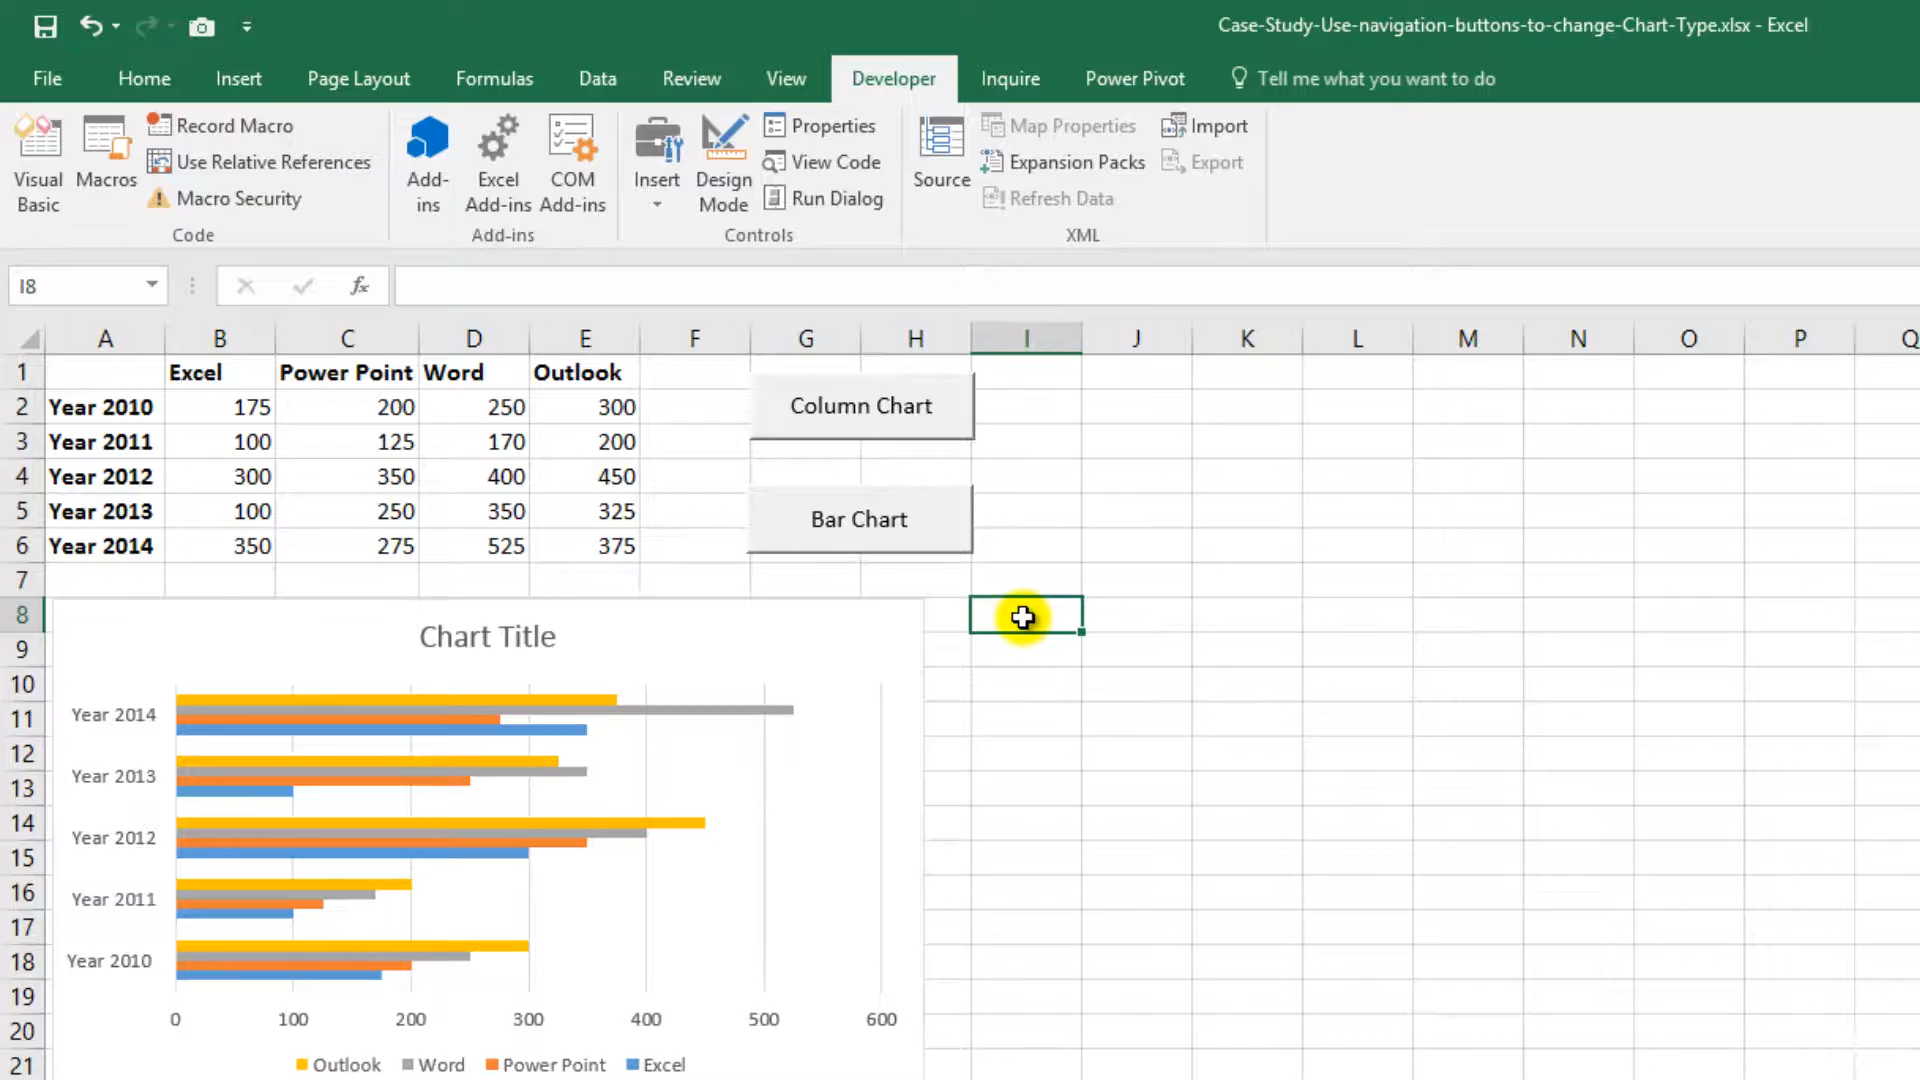 Case-Study-Use-navigation-buttons-to-change-Chart-Type.xlsx - Excel
File Home Insert Page Layout Formulas Data Review View Developer Inquire Power Pivot Tell me what you want to do
Visual Basic
Macros
Record Macro
Use Relative References
Macro Security
Code
Add-ins
Excel Add-ins
COM Add-ins
Add-ins
Insert
Design Mode
Properties
View Code
Run Dialog
Controls
Source
Map Properties
Expansion Packs
Refresh Data
Import
Export
XML
I8
fx
A B C D E F G H I J K L M N O P Q
1 Excel Power Point Word Outlook
2 Year 2010 175 200 250 300
3 Year 2011 100 125 170 200
4 Year 2012 300 350 400 450
5 Year 2013 100 250 350 325
6 Year 2014 350 275 525 375
Column Chart
Bar Chart
7
8
9
10
11
12
13
14
15
16
17
18
19
20
21
Chart Title
Year 2014
Year 2013
Year 2012
Year 2011
Year 2010
0 100 200 300 400 500 600
Outlook Word Power Point Excel